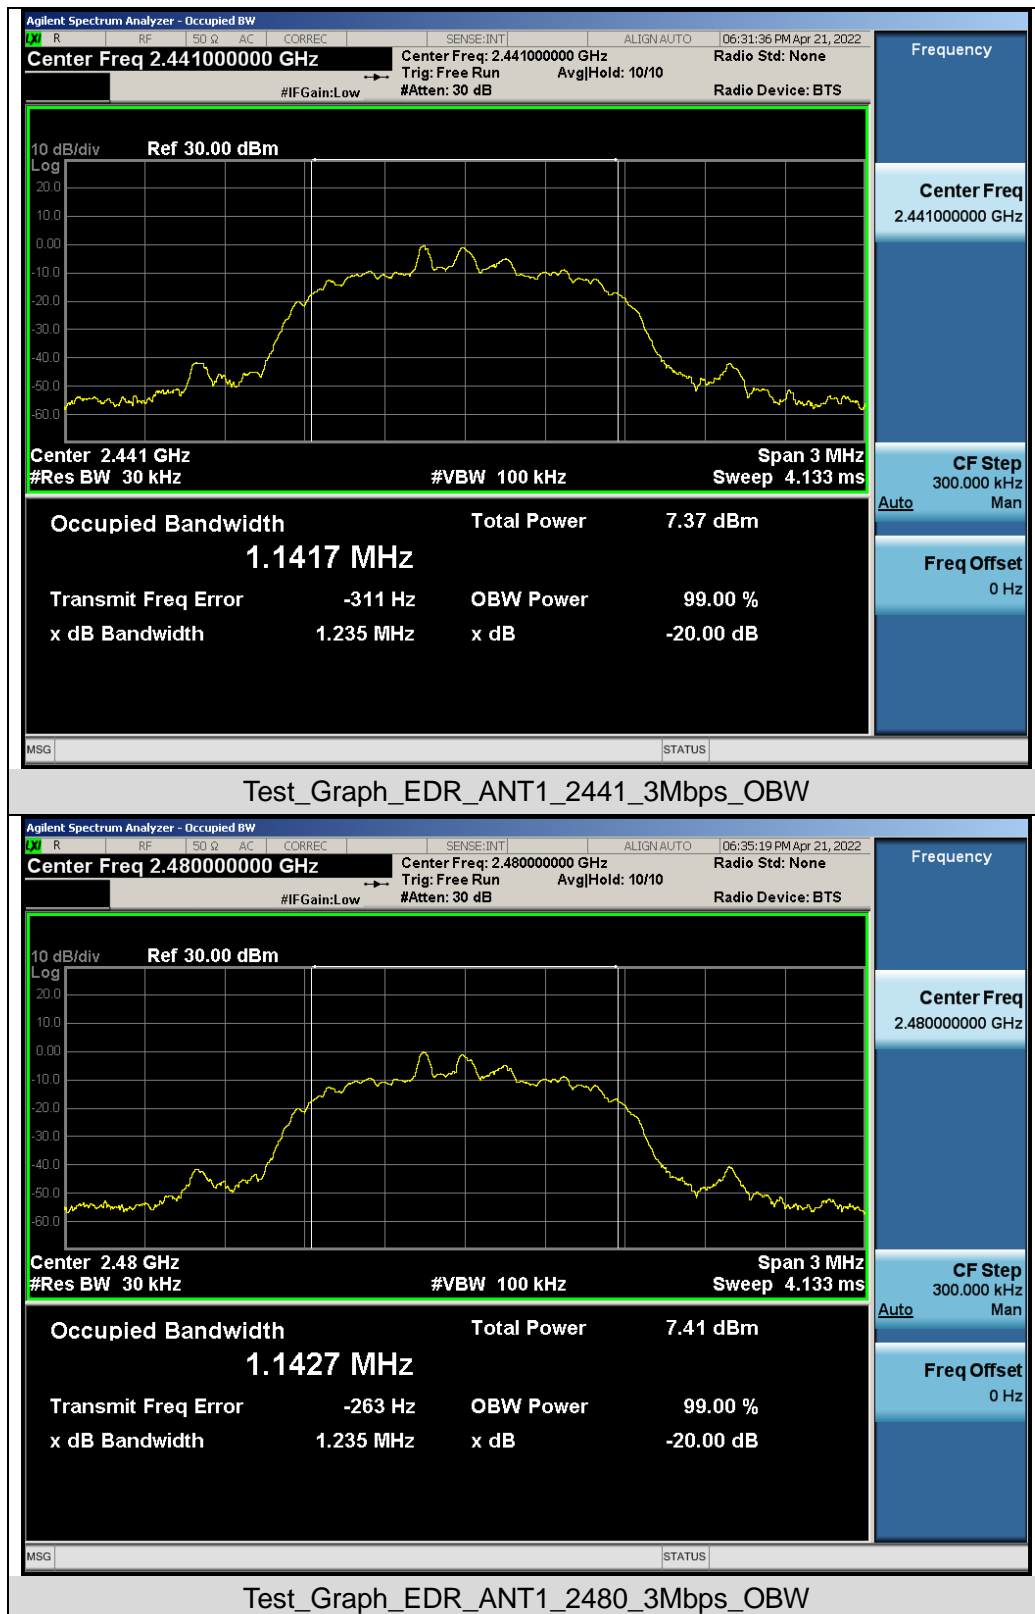 Agilent Spectrum Analyzer - Occupied BW
LXI R RF 50 Ω AC CORREC SENSE:INT ALIGN AUTO 06:31:36 PM Apr 21, 2022
Center Freq 2.441000000 GHz
Center Freq: 2.441000000 GHz
Radio Std: None
Trig: Free Run Avg|Hold: 10/10
#IFGain:Low
#Atten: 30 dB
Radio Device: BTS
Frequency
10 dB/div Ref 30.00 dBm
Log
20.0
10.0
0.00
-10.0
-20.0
-30.0
-40.0
-50.0
-60.0
Center 2.441 GHz Span 3 MHz
#Res BW 30 kHz #VBW 100 kHz Sweep 4.133 ms
Center Freq
2.441000000 GHz
CF Step
300.000 kHz
Auto Man
Freq Offset
0 Hz
Occupied Bandwidth Total Power 7.37 dBm
1.1417 MHz
Transmit Freq Error -311 Hz OBW Power 99.00 %
x dB Bandwidth 1.235 MHz x dB -20.00 dB
MSG STATUS
Test_Graph_EDR_ANT1_2441_3Mbps_OBW
Agilent Spectrum Analyzer - Occupied BW
LXI R RF 50 Ω AC CORREC SENSE:INT ALIGN AUTO 06:35:19 PM Apr 21, 2022
Center Freq 2.480000000 GHz
Center Freq: 2.480000000 GHz
Radio Std: None
Trig: Free Run Avg|Hold: 10/10
#IFGain:Low
#Atten: 30 dB
Radio Device: BTS
Frequency
10 dB/div Ref 30.00 dBm
Log
20.0
10.0
0.00
-10.0
-20.0
-30.0
-40.0
-50.0
-60.0
Center 2.48 GHz Span 3 MHz
#Res BW 30 kHz #VBW 100 kHz Sweep 4.133 ms
Center Freq
2.480000000 GHz
CF Step
300.000 kHz
Auto Man
Freq Offset
0 Hz
Occupied Bandwidth Total Power 7.41 dBm
1.1427 MHz
Transmit Freq Error -263 Hz OBW Power 99.00 %
x dB Bandwidth 1.235 MHz x dB -20.00 dB
MSG STATUS
Test_Graph_EDR_ANT1_2480_3Mbps_OBW